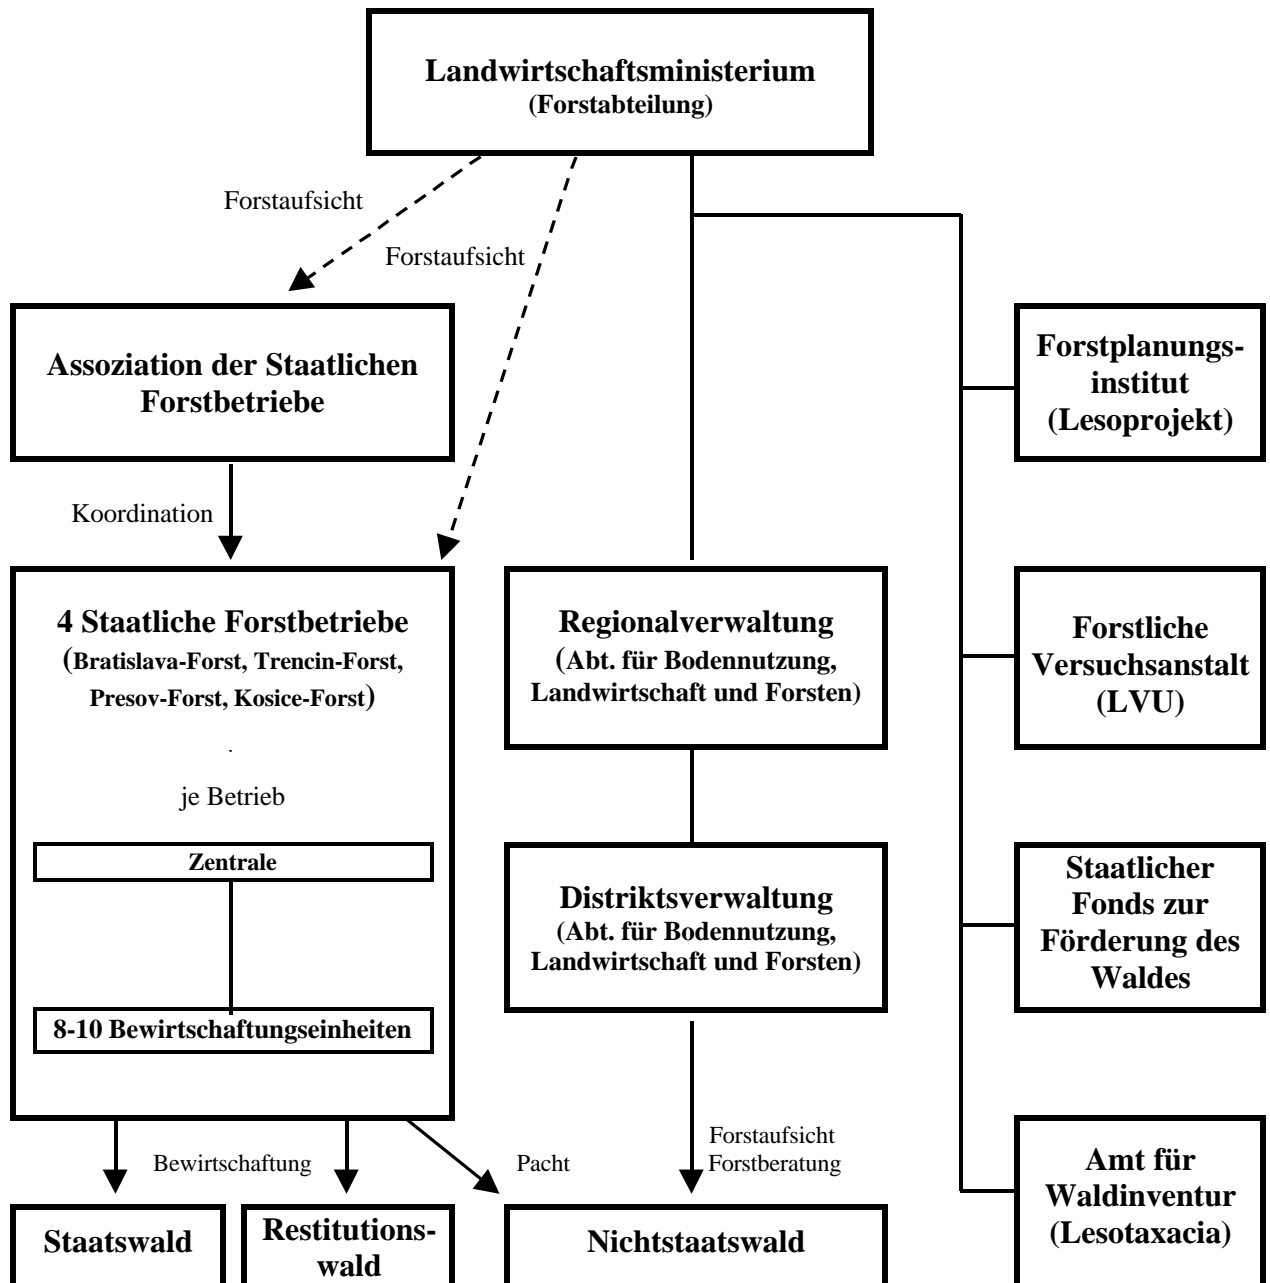 Landwirtschaftsministerium
(Forstabteilung)
Forstaufsicht
Forstaufsicht
Assoziation der Staatlichen
Forstbetriebe
Forstplanungs-
institut
(Lesoprojekt)
Koordination
4 Staatliche Forstbetriebe
(Bratislava-Forst, Trencin-Forst,
Presov-Forst, Kosice-Forst)
.
je Betrieb
Zentrale
8-10 Bewirtschaftungseinheiten
Regionalverwaltung
(Abt. für Bodennutzung,
Landwirtschaft und Forsten)
Forstliche
Versuchsanstalt
(LVU)
Distriktsverwaltung
(Abt. für Bodennutzung,
Landwirtschaft und Forsten)
Staatlicher
Fonds zur
Förderung des
Waldes
Bewirtschaftung
Pacht
Forstaufsicht
Forstberatung
Amt für
Waldinventur
(Lesotaxacia)
Staatswald
Restitutions-
wald
Nichtstaatswald